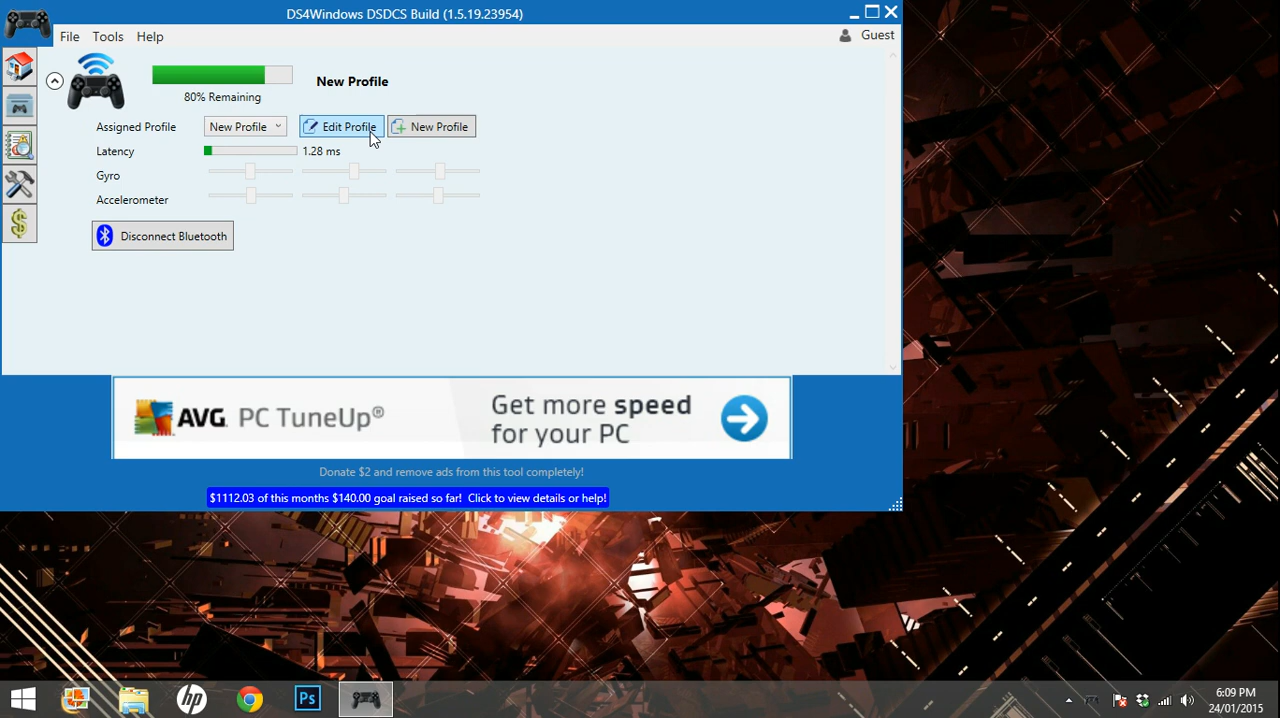 DS4Windows DSDCS Build (1.5.19.23954)
File Tools Help
Guest
New Profile
80% Remaining
Assigned Profile New Profile Edit Profile New Profile
Latency 1.28 ms
Gyro
Accelerometer
Disconnect Bluetooth
AVG PC TuneUp®
Get more speed
for your PC
Donate $2 and remove ads from this tool completely!
$1112.03 of this months $140.00 goal raised so far! Click to view details or help!
hp
Ps
6:09 PM
24/01/2015